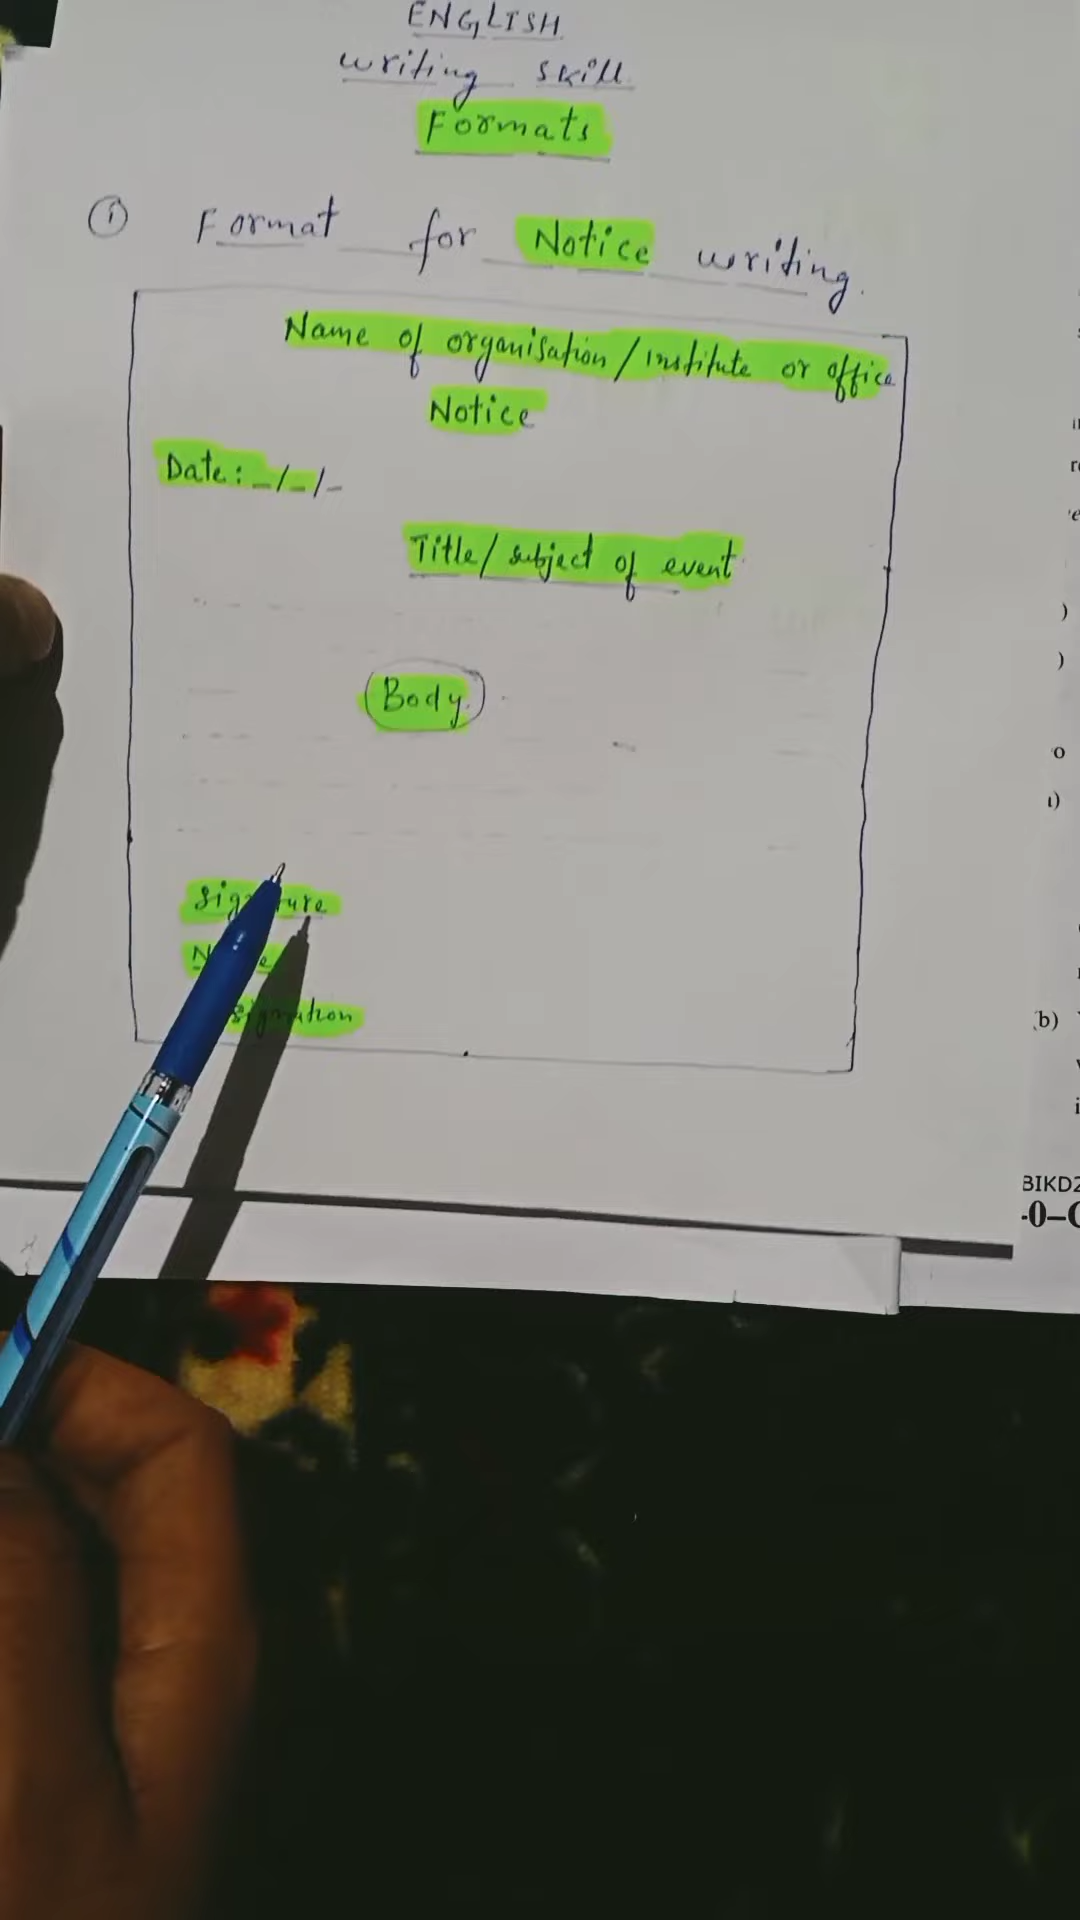 ENGLISH
writing skill
Formats
① Format for Notice writing.
Name of organisation/institute or office
Notice
Date: _/_/_
Title/subject of event
Body
)
)
b)
BIKD2